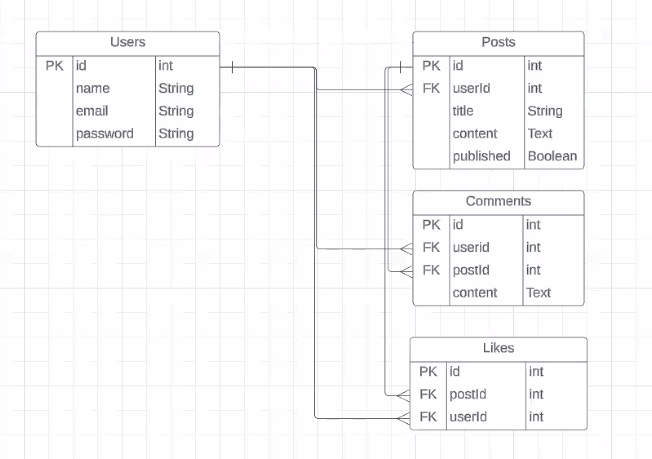 Users
PK id int
name String
email String
password String
Posts
PK id int
FK userId int
title String
content Text
published Boolean
Comments
PK id int
FK userid int
FK postId int
content Text
Likes
PK id int
FK postId int
FK userId int